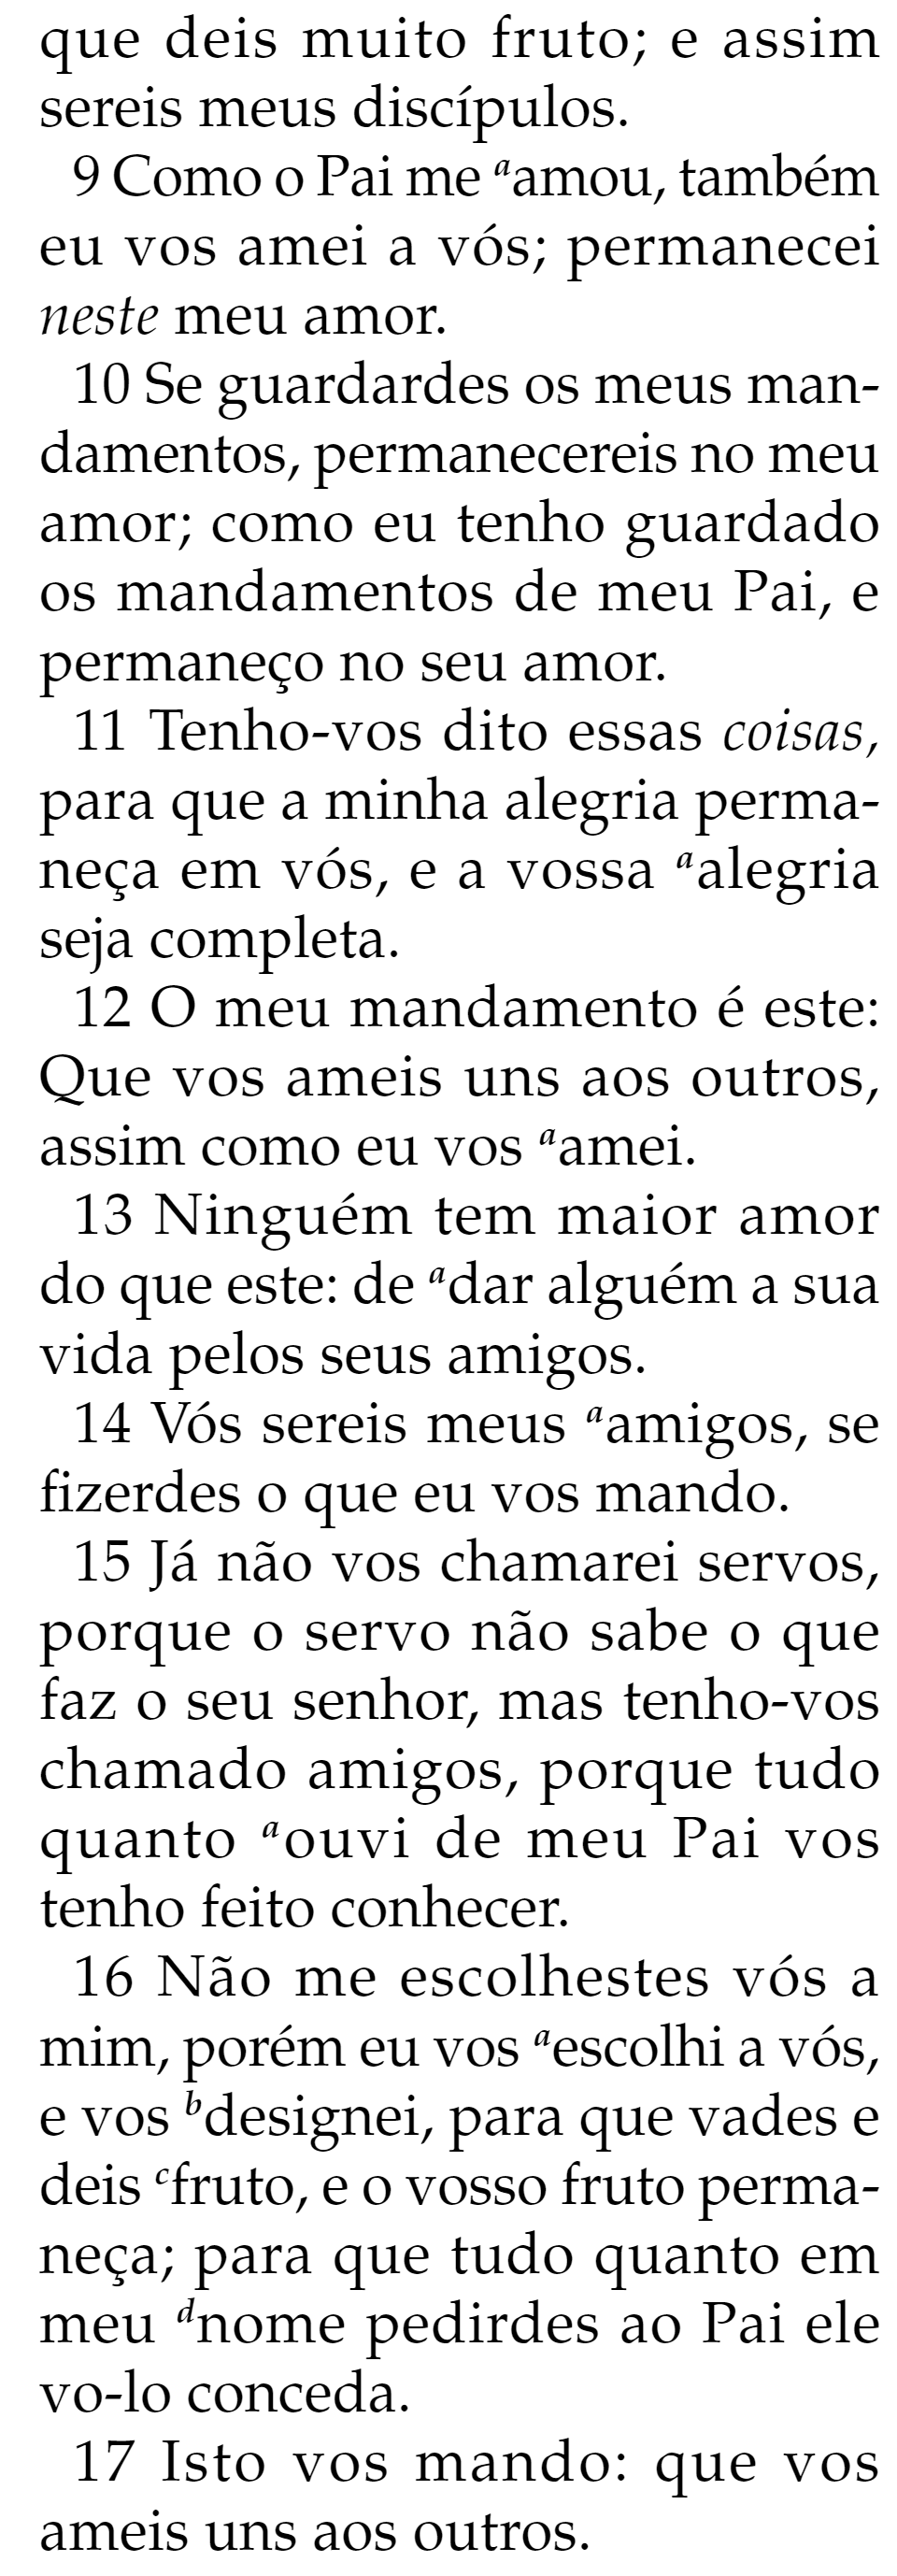 que deis muito fruto; e assim
sereis meus discípulos.
9 Como o Pai me ᵃamou, também
eu vos amei a vós; permanecei
neste meu amor.
10 Se guardardes os meus man-
damentos, permanecereis no meu
amor; como eu tenho guardado
os mandamentos de meu Pai, e
permaneço no seu amor.
11 Tenho-vos dito essas coisas,
para que a minha alegria perma-
neça em vós, e a vossa ᵃalegria
seja completa.
12 O meu mandamento é este:
Que vos ameis uns aos outros,
assim como eu vos ᵃamei.
13 Ninguém tem maior amor
do que este: de ᵃdar alguém a sua
vida pelos seus amigos.
14 Vós sereis meus ᵃamigos, se
fizerdes o que eu vos mando.
15 Já não vos chamarei servos,
porque o servo não sabe o que
faz o seu senhor, mas tenho-vos
chamado amigos, porque tudo
quanto ᵃouvi de meu Pai vos
tenho feito conhecer.
16 Não me escolhestes vós a
mim, porém eu vos ᵃescolhi a vós,
e vos ᵇdesignei, para que vades e
deis ᶜfruto, e o vosso fruto perma-
neça; para que tudo quanto em
meu ᵈnome pedirdes ao Pai ele
vo-lo conceda.
17 Isto vos mando: que vos
ameis uns aos outros.